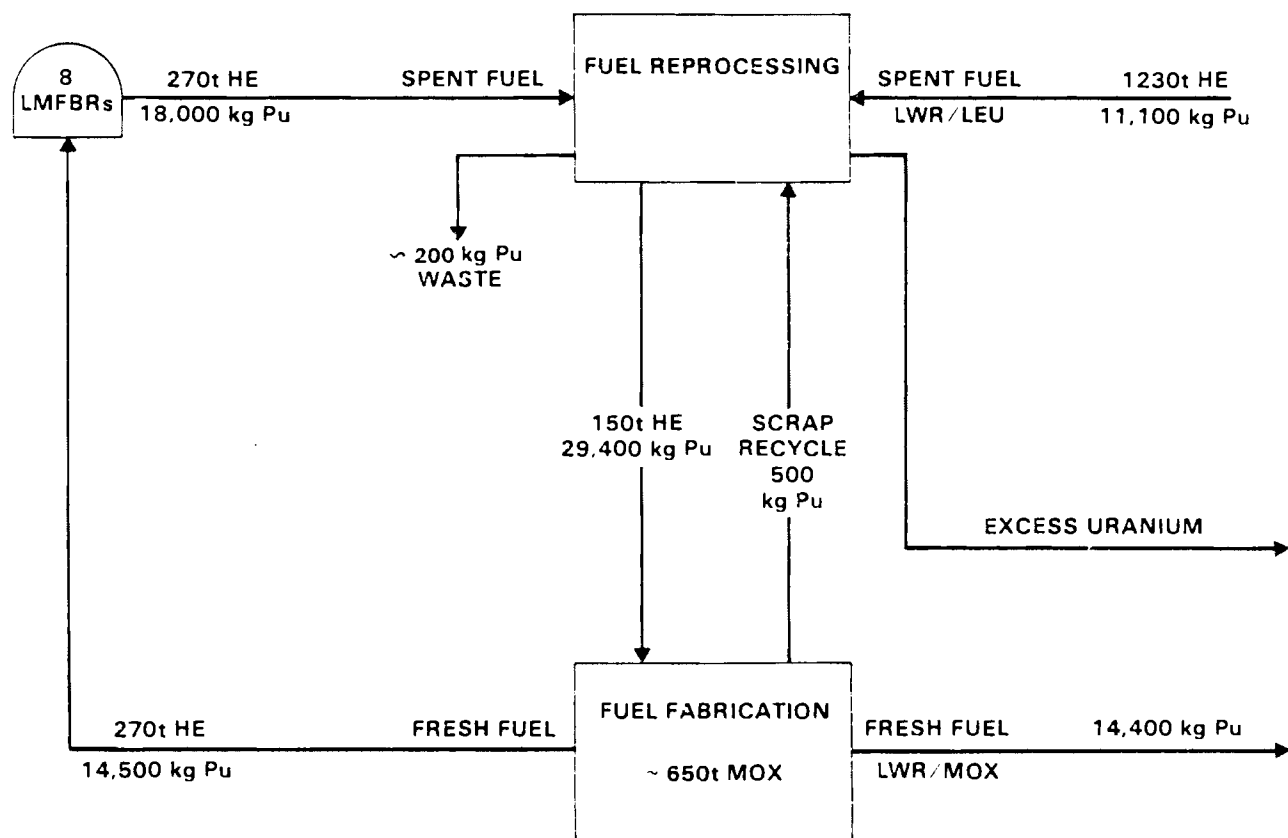 8
LMFBRs
270t HE
18,000 kg Pu
SPENT FUEL
FUEL REPROCESSING
SPENT FUEL
LWR/LEU
1230t HE
11,100 kg Pu
~ 200 kg Pu
WASTE
150t HE
29,400 kg Pu
SCRAP
RECYCLE
500
kg Pu
EXCESS URANIUM
270t HE
14,500 kg Pu
FRESH FUEL
FUEL FABRICATION
~ 650t MOX
FRESH FUEL
LWR/MOX
14,400 kg Pu